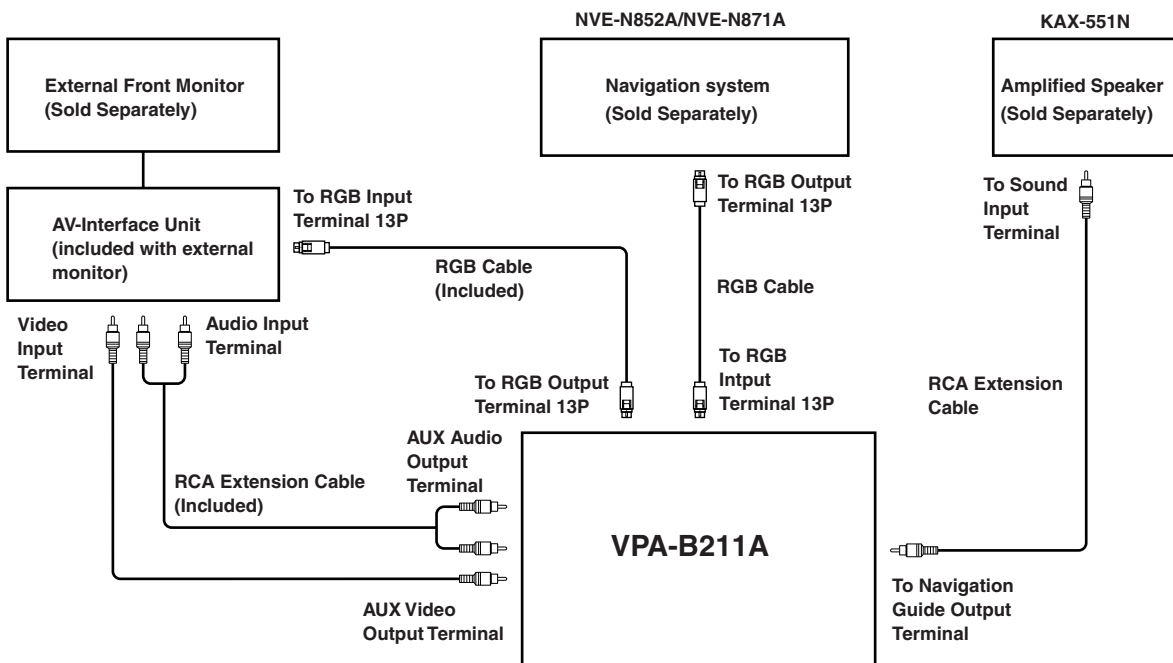 NVE-N852A/NVE-N871A
KAX-551N
External Front Monitor
(Sold Separately)
Navigation system
(Sold Separately)
Amplified Speaker
(Sold Separately)
AV-Interface Unit
(included with external
monitor)
To RGB Input
Terminal 13P
To RGB Output
Terminal 13P
To Sound
Input
Terminal
RGB Cable
(Included)
RGB Cable
Video
Input
Terminal
Audio Input
Terminal
To RGB Output
Terminal 13P
To RGB
Intput
Terminal 13P
RCA Extension
Cable
AUX Audio
Output
Terminal
RCA Extension Cable
(Included)
VPA-B211A
AUX Video
Output Terminal
To Navigation
Guide Output
Terminal